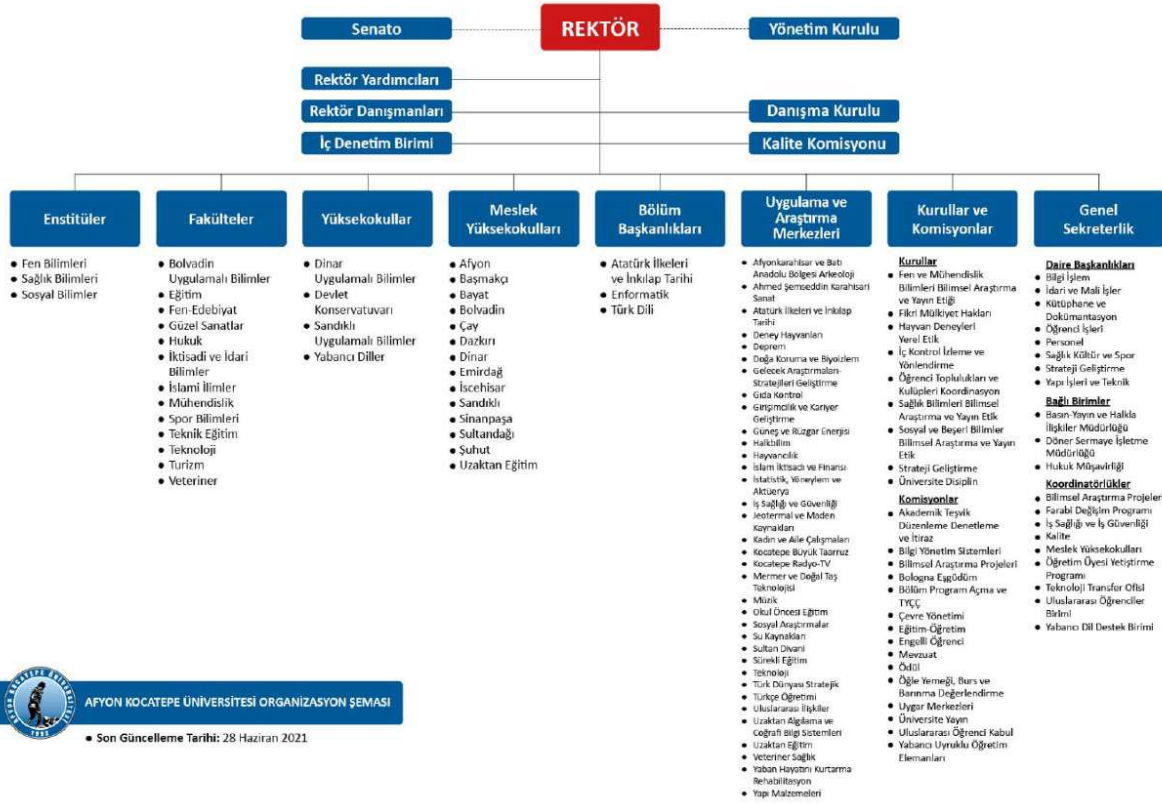 Senato
REKTÖR
Yönetim Kurulu
Rektör Yardımcıları
Rektör Danışmanları
Danışma Kurulu
İç Denetim Birimi
Kalite Komisyonu
Enstitüler
• Fen Bilimleri
• Sağlık Bilimleri
• Sosyal Bilimler
Fakülteler
• Bolvadin
Uygulamalı Bilimler
• Eğitim
• Fen-Edebiyat
• Güzel Sanatlar
• Hukuk
• İktisadi ve İdari
Bilimler
• İslami İlimler
• Mühendislik
• Spor Bilimleri
• Teknik Eğitim
• Teknoloji
• Turizm
• Veteriner
Yüksekokullar
• Dinar
Uygulamalı Bilimler
• Devlet
Konservatuvarı
• Sandıklı
Uygulamalı Bilimler
• Yabancı Diller
Meslek
Yüksekokulları
• Afyon
• Başmakçı
• Bayat
• Bolvadin
• Çay
• Dazkırı
• Dinar
• Emirdağ
• İscehisar
• Sandıklı
• Sinanpaşa
• Sultandağı
• Şuhut
• Uzaktan Eğitim
Bölüm
Başkanlıkları
• Atatürk İlkeleri
ve İnkılap Tarihi
• Enformatik
• Türk Dili
Uygulama ve
Araştırma
Merkezleri
• Afyonkarahisar ve Batı
Anadolu Bölgesi Arkeoloji
• Ahmed Şemseddin Karahisari
Sanat
• Atatürk İlkeleri ve İnkılap
Tarihi
• Deney Hayvanları
• Deprem
• Doğa Koruma ve Biyoizlem
• Gelecek Araştırmaları-
Stratejileri Geliştirme
• Gıda Kontrol
• Girişimcilik ve Kariyer
Geliştirme
• Güneş ve Rüzgar Enerjisi
• Halkbilim
• Hayvancılık
• İslam İktisadı ve Finansı
• İstatistik, Yöneylem ve
Aktüerya
• İş Sağlığı ve Güvenliği
• Jeotermal ve Maden
Kaynakları
• Kadın ve Aile Çalışmaları
• Kocatepe Büyük Taarruz
• Kocatepe Radyo-TV
• Mermer ve Doğal Taş
Teknolojisi
• Müzik
• Okul Öncesi Eğitim
• Sosyal Araştırmalar
• Su Kaynakları
• Sultan Divani
• Sürekli Eğitim
• Teknoloji
• Türk Dünyası Stratejik
• Türkçe Öğretimi
• Uluslararası İlişkiler
• Uzaktan Algılama ve
Coğrafi Bilgi Sistemleri
• Uzaktan Eğitim
• Veteriner Sağlık
• Yaban Hayatını Kurtarma
Rehabilitasyon
• Yapı Malzemeleri
Kurullar ve
Komisyonlar
Kurullar
• Fen ve Mühendislik
Bilimleri Bilimsel Araştırma
ve Yayın Etiği
• Fikri Mülkiyet Hakları
• Hayvan Deneyleri
Yerel Etik
• İç Kontrol İzleme ve
Yönlendirme
• Öğrenci Toplulukları ve
Kulüpleri Koordinasyon
• Sağlık Bilimleri Bilimsel
Araştırma ve Yayın Etik
• Sosyal ve Beşeri Bilimler
Bilimsel Araştırma ve Yayın
Etik
• Strateji Geliştirme
• Üniversite Disiplin
Komisyonlar
• Akademik Teşvik
Düzenleme Denetleme
ve İtiraz
• Bilgi Yönetim Sistemleri
• Bilimsel Araştırma Projeleri
• Bologna Eşgüdüm
• Bölüm Program Açma ve
TYÇÇ
• Çevre Yönetimi
• Eğitim-Öğretim
• Engelli Öğrenci
• Mevzuat
• Ödül
• Öğle Yemeği, Burs ve
Barınma Değerlendirme
• Uygar Merkezleri
• Üniversite Yayın
• Uluslararası Öğrenci Kabul
• Yabancı Uyruklu Öğretim
Elemanları
Genel
Sekreterlik
Daire Başkanlıkları
• Bilgi İşlem
• İdari ve Mali İşler
• Kütüphane ve
Dokümantasyon
• Öğrenci İşleri
• Personel
• Sağlık Kültür ve Spor
• Strateji Geliştirme
• Yapı İşleri ve Teknik
Bağlı Birimler
• Basın-Yayın ve Halkla
İlişkiler Müdürlüğü
• Döner Sermaye İşletme
Müdürlüğü
• Hukuk Müşavirliği
Koordinatörlükler
• Bilimsel Araştırma Projeleri
• Farabi Değişim Programı
• İş Sağlığı ve İş Güvenliği
• Kalite
• Meslek Yüksekokulları
• Öğretim Üyesi Yetiştirme
Programı
• Teknoloji Transfer Ofisi
• Uluslararası Öğrenciler
Birimi
• Yabancı Dil Destek Birimi
AFYON KOCATEPE ÜNİVERSİTESİ
1992
AFYON KOCATEPE ÜNİVERSİTESİ ORGANİZASYON ŞEMASI
• Son Güncelleme Tarihi: 28 Haziran 2021